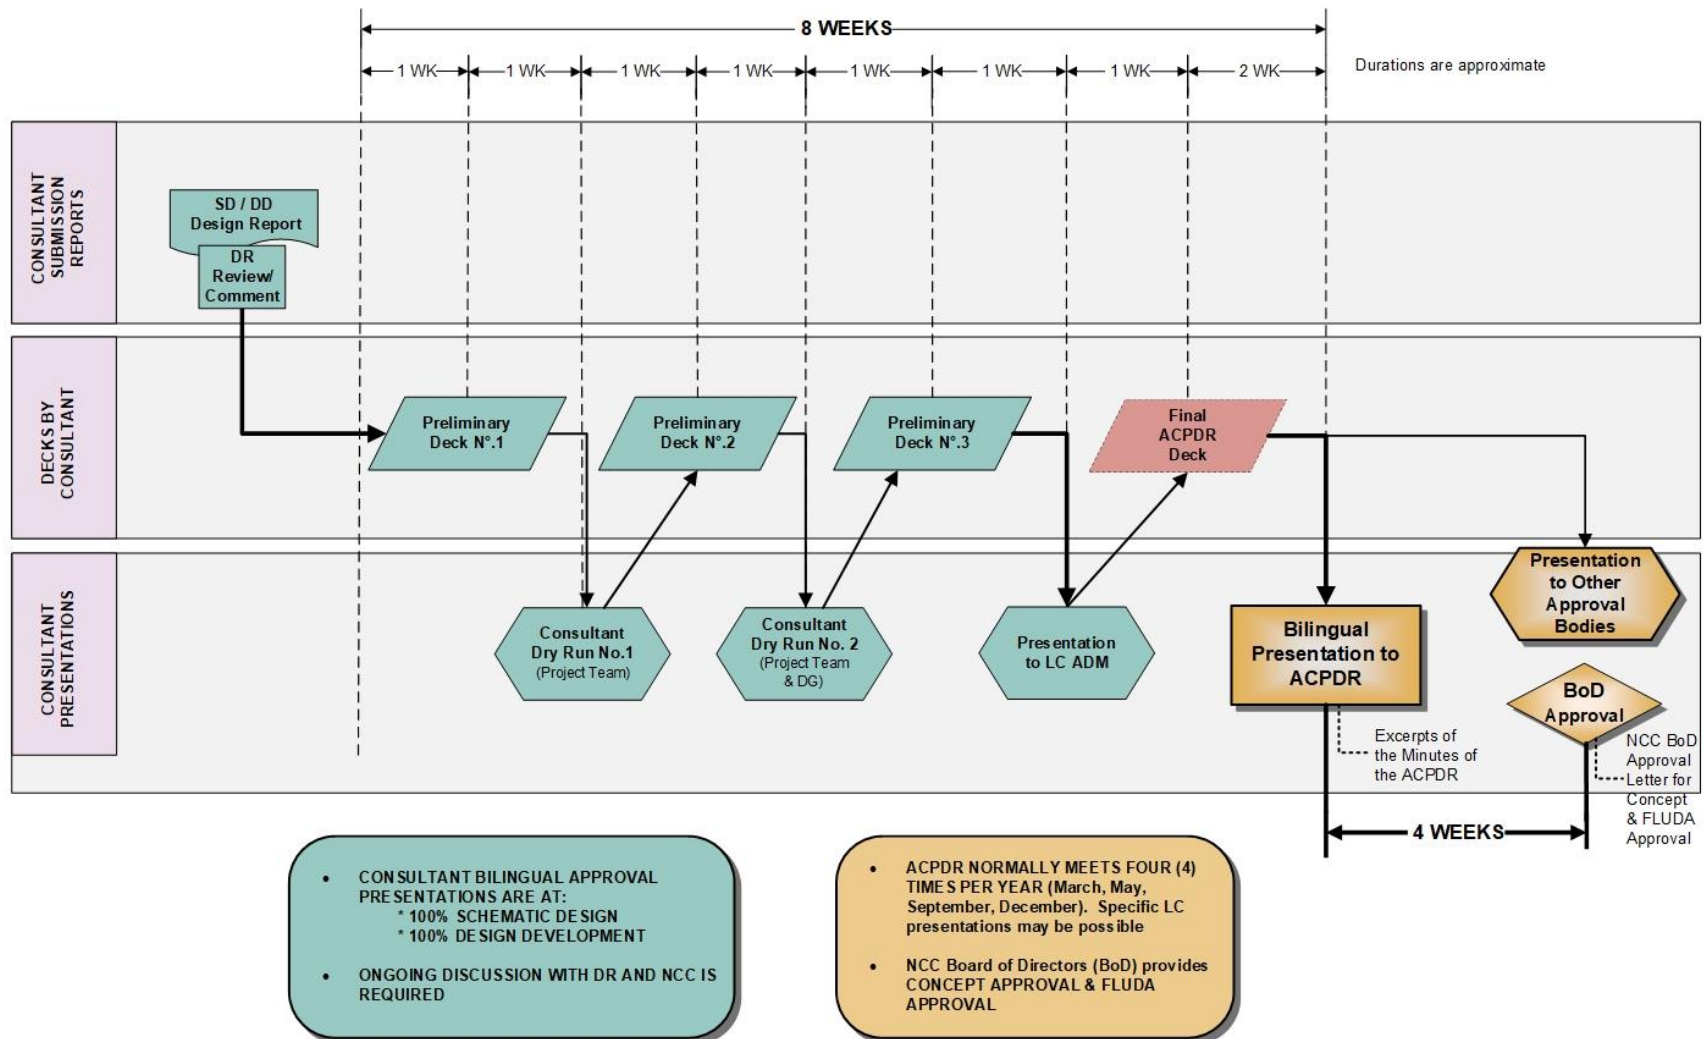 8 WEEKS
1 WK
1 WK
1 WK
1 WK
1 WK
1 WK
1 WK
2 WK
Durations are approximate
CONSULTANT
SUBMISSION
REPORTS
SD / DD
Design Report
DR
Review/
Comment
DECKS BY
CONSULTANT
Preliminary
Deck N°.1
Preliminary
Deck N°.2
Preliminary
Deck N°.3
Final
ACPDR
Deck
CONSULTANT
PRESENTATIONS
Consultant
Dry Run No.1
(Project Team)
Consultant
Dry Run No. 2
(Project Team
& DG)
Presentation
to LC ADM
Bilingual
Presentation to
ACPDR
Presentation
to Other
Approval
Bodies
BoD
Approval
Excerpts of
the Minutes of
the ACPDR
NCC BoD
Approval
Letter for
Concept
& FLUDA
Approval
4 WEEKS
• CONSULTANT BILINGUAL APPROVAL
PRESENTATIONS ARE AT:
* 100% SCHEMATIC DESIGN
* 100% DESIGN DEVELOPMENT
• ONGOING DISCUSSION WITH DR AND NCC IS
REQUIRED
• ACPDR NORMALLY MEETS FOUR (4)
TIMES PER YEAR (March, May,
September, December). Specific LC
presentations may be possible
• NCC Board of Directors (BoD) provides
CONCEPT APPROVAL & FLUDA
APPROVAL